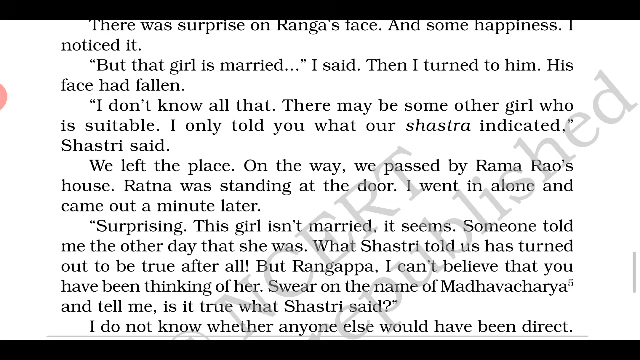 There was surprise on Ranga's face. And some happiness. I
noticed it.
“But that girl is married...” I said. Then I turned to him. His
face had fallen.
“I don't know all that. There may be some other girl who
is suitable. I only told you what our shastra indicated,”
Shastri said.
We left the place. On the way, we passed by Rama Rao's
house. Ratna was standing at the door. I went in alone and
came out a minute later.
“Surprising. This girl isn't married, it seems. Someone told
me the other day that she was. What Shastri told us has turned
out to be true after all! But Rangappa, I can't believe that you
have been thinking of her. Swear on the name of Madhavacharya⁵
and tell me, is it true what Shastri said?”
I do not know whether anyone else would have been direct.
NCERT
republished